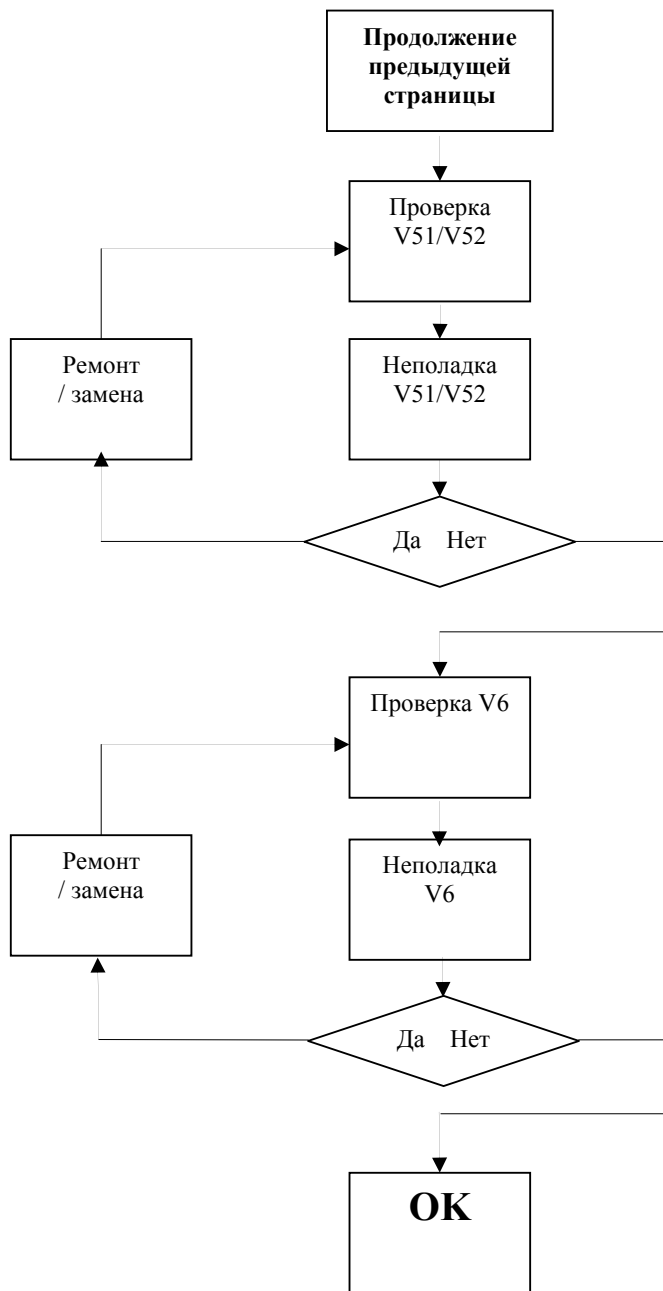 Продолжение
предыдущей
страницы
Проверка
V51/V52
Ремонт
/ замена
Неполадка
V51/V52
Да Нет
Проверка V6
Ремонт
/ замена
Неполадка
V6
Да Нет
OK